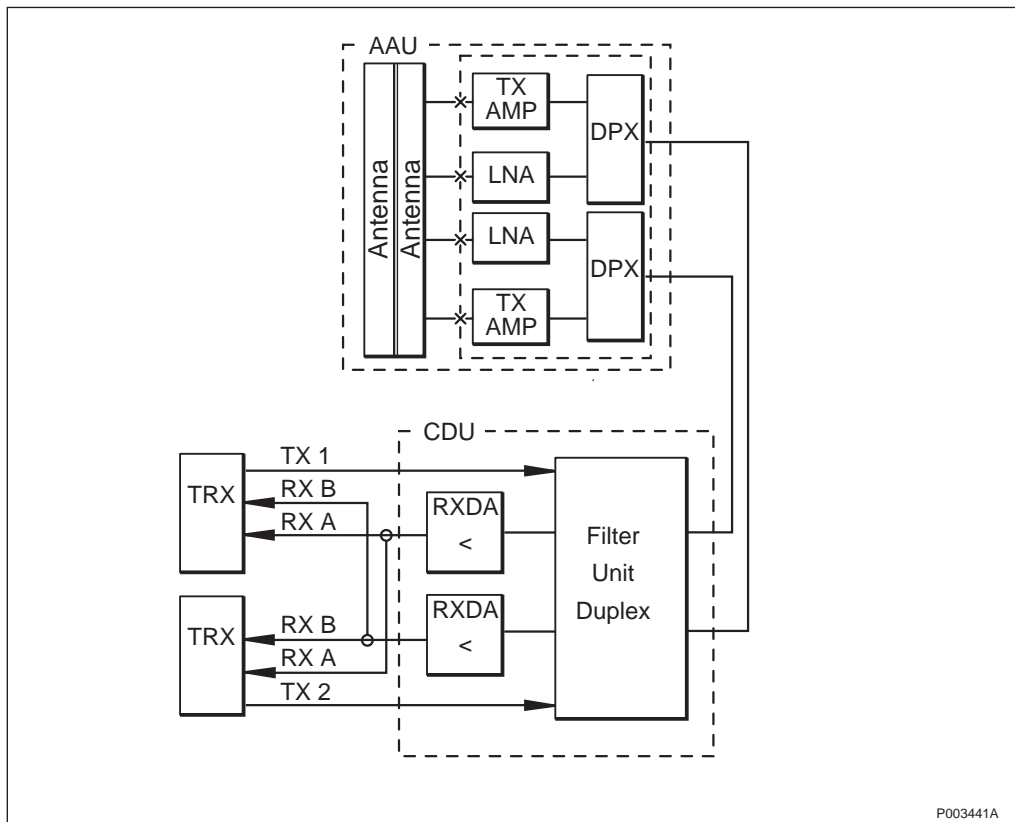 AAU
Antenna
Antenna
TX
AMP
LNA
LNA
TX
AMP
DPX
DPX
CDU
TRX
TX 1
RX B
RX A
TRX
RX B
RX A
TX 2
RXDA
<
RXDA
<
Filter
Unit
Duplex
P003441A